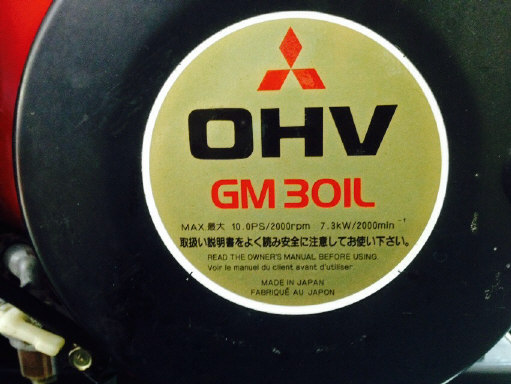 OHV
GM301L
MAX.最大 10.0PS/2000rpm 7.3kW/2000min⁻¹
取扱い説明書をよく読み安全に注意してお使い下さい。
READ THE OWNER'S MANUAL BEFORE USING.
Voir le manuel du client avant d'utiliser
MADE IN JAPAN
FABRIQUÉ AU JAPON